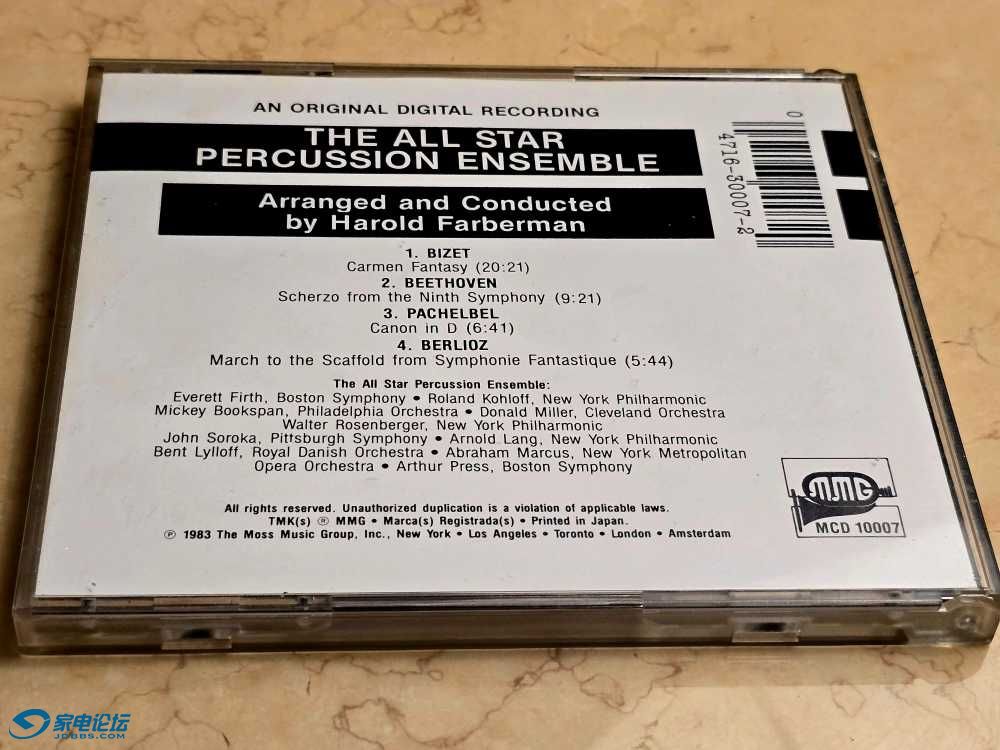 AN ORIGINAL DIGITAL RECORDING
THE ALL STAR
PERCUSSION ENSEMBLE
Arranged and Conducted
by Harold Farberman
1. BIZET
Carmen Fantasy (20:21)
2. BEETHOVEN
Scherzo from the Ninth Symphony (9:21)
3. PACHELBEL
Canon in D (6:41)
4. BERLIOZ
March to the Scaffold from Symphonie Fantastique (5:44)
The All Star Percussion Ensemble:
Everett Firth, Boston Symphony • Roland Kohloff, New York Philharmonic
Mickey Bookspan, Philadelphia Orchestra • Donald Miller, Cleveland Orchestra
Walter Rosenberger, New York Philharmonic
John Soroka, Pittsburgh Symphony • Arnold Lang, New York Philharmonic
Bent Lylloff, Royal Danish Orchestra • Abraham Marcus, New York Metropolitan
Opera Orchestra • Arthur Press, Boston Symphony
All rights reserved. Unauthorized duplication is a violation of applicable laws.
TMK(s) ® MMG • Marca(s) Registrada(s) • Printed in Japan.
℗ 1983 The Moss Music Group, Inc., New York • Los Angeles • Toronto • London • Amsterdam
0 4716-30007-2
MMG
MCD 10007
家电论坛
JDBBS.COM